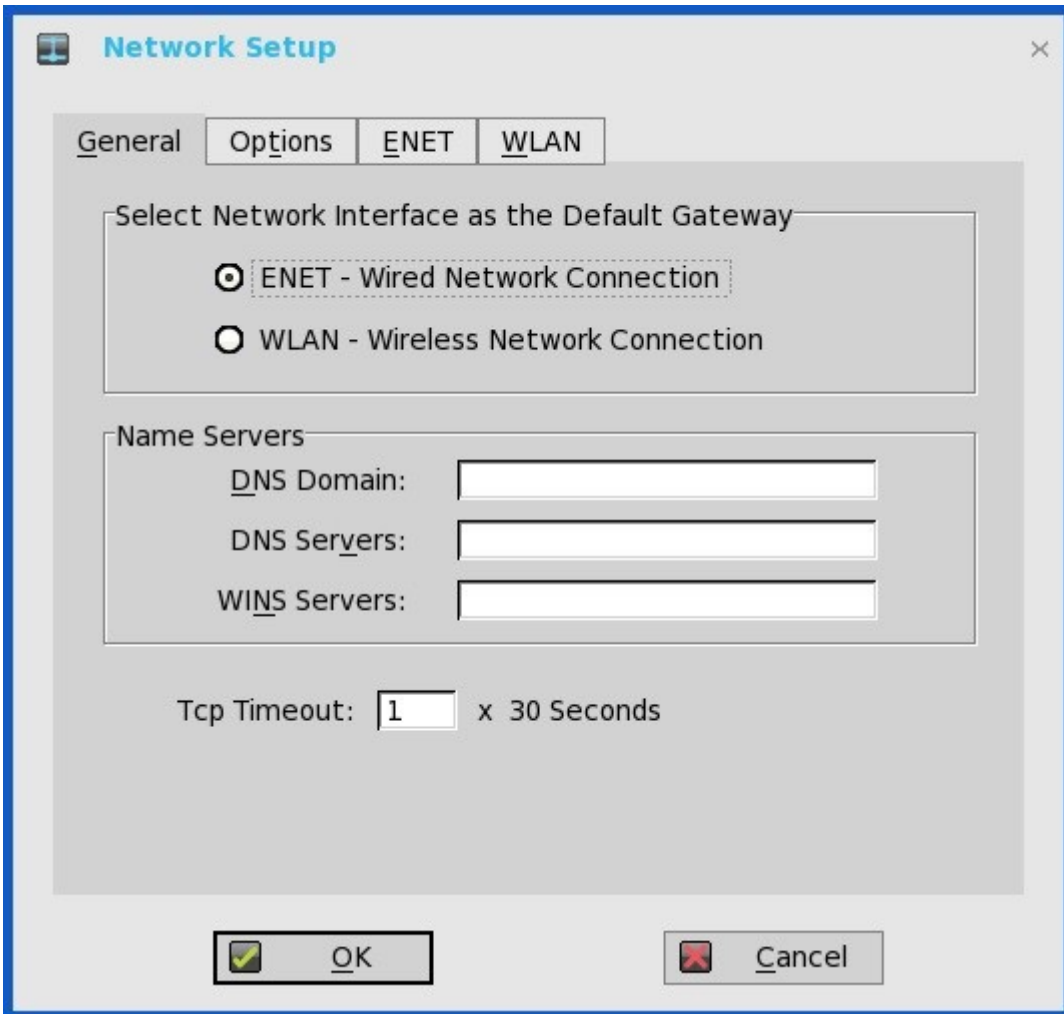 Network Setup
General Options ENET WLAN
Select Network Interface as the Default Gateway
ENET - Wired Network Connection
WLAN - Wireless Network Connection
Name Servers
DNS Domain:
DNS Servers:
WINS Servers:
Tcp Timeout: 1 x 30 Seconds
OK Cancel